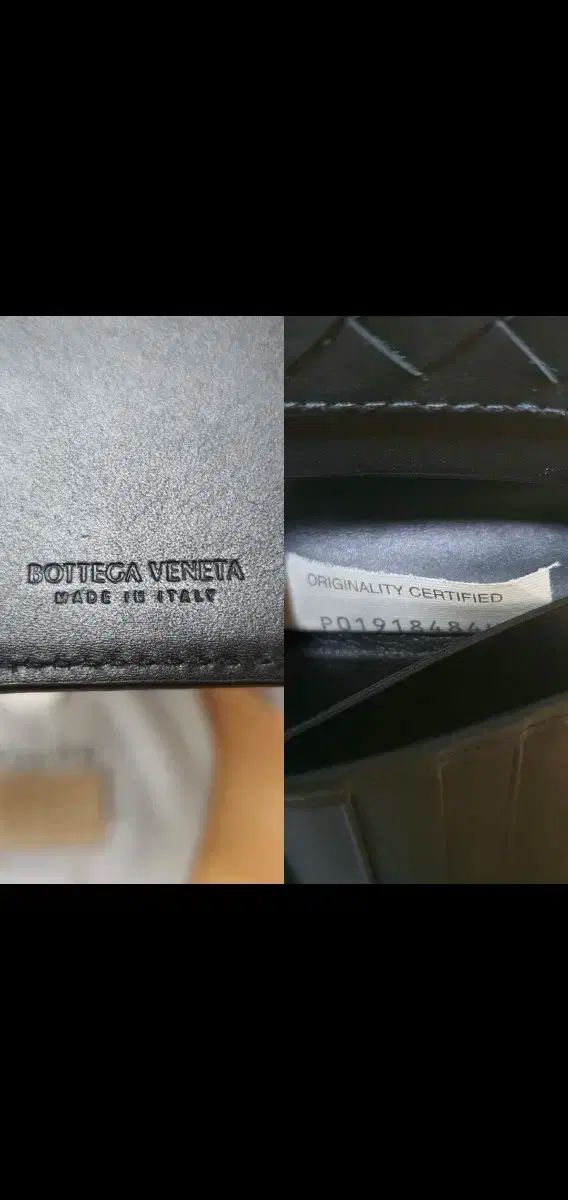 BOTTEGA VENETA
MADE IN ITALY
ORIGINALITY CERTIFIED